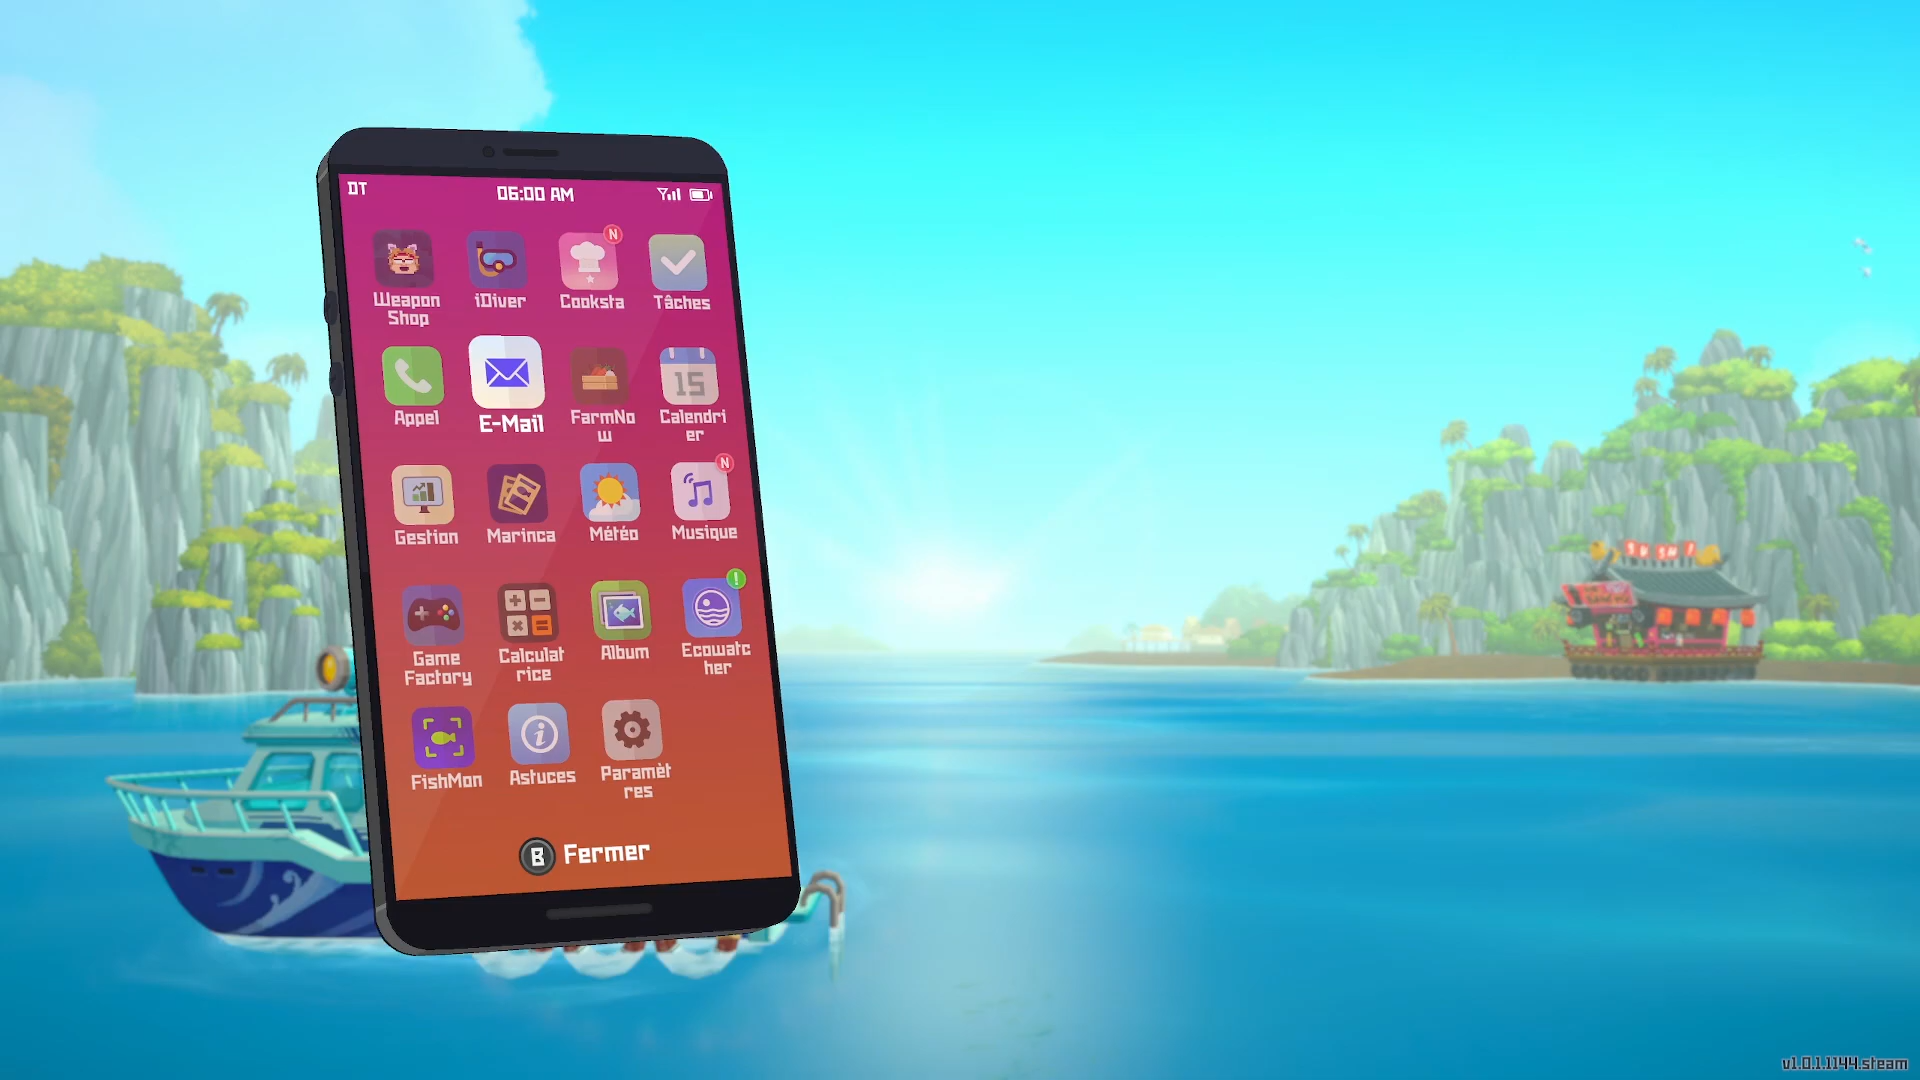 DT
06:00 AM
N
Weapon
Shop
iDiver
Cooksta
Tâches
Appel
E-Mail
FarmNo
w
15
Calendri
er
N
Gestion
Marinca
Météo
Musique
!
Game
Factory
Calculat
rice
Album
Ecowatc
her
FishMon
Astuces
Paramèt
res
B Fermer
SUSHI
v1.0.1.1144.steam